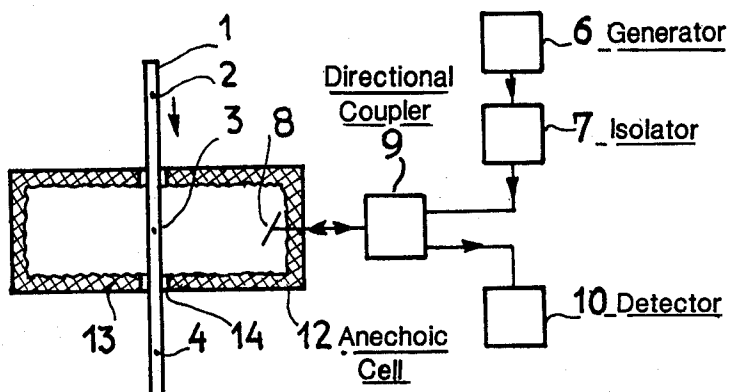 1
2
3
8
6 Generator
Directional
Coupler
9
7 Isolator
13
4
14
12 Anechoic
Cell
10 Detector